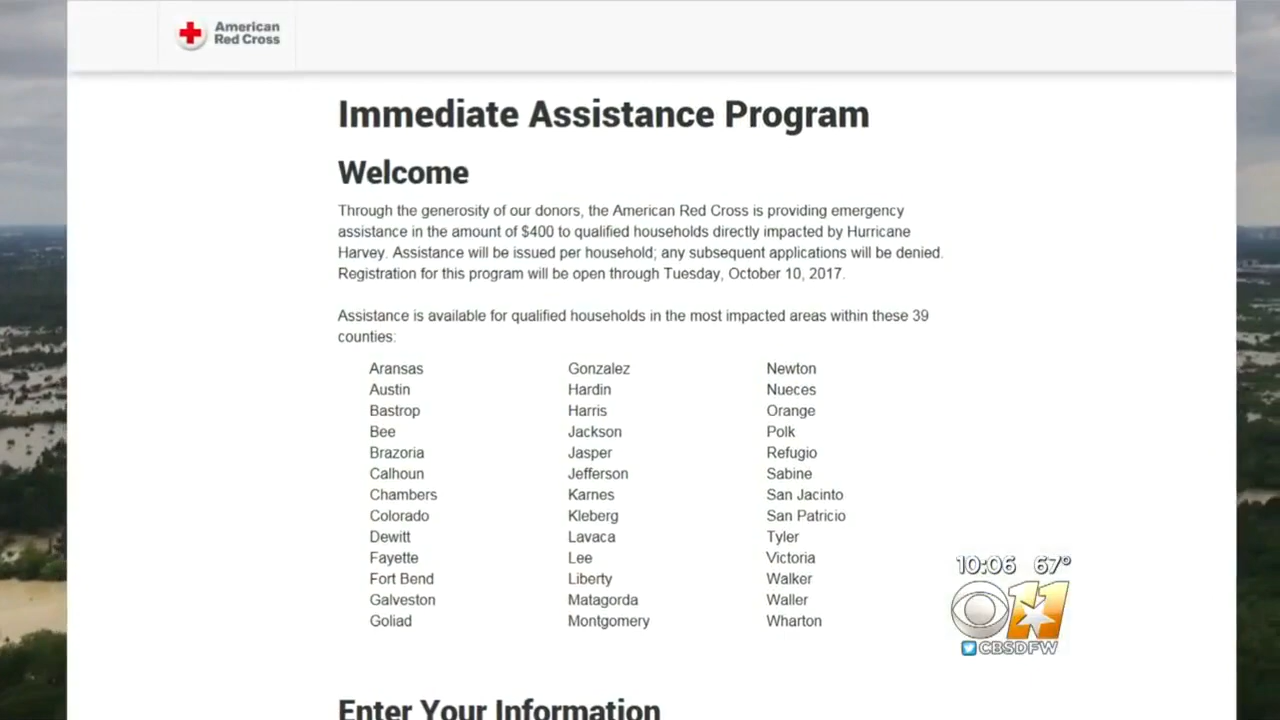 American
Red Cross
Immediate Assistance Program
Welcome
Through the generosity of our donors, the American Red Cross is providing emergency
assistance in the amount of $400 to qualified households directly impacted by Hurricane
Harvey. Assistance will be issued per household; any subsequent applications will be denied.
Registration for this program will be open through Tuesday, October 10, 2017.
Assistance is available for qualified households in the most impacted areas within these 39
counties:
Aransas
Austin
Bastrop
Bee
Brazoria
Calhoun
Chambers
Colorado
Dewitt
Fayette
Fort Bend
Galveston
Goliad
Gonzalez
Hardin
Harris
Jackson
Jasper
Jefferson
Karnes
Kleberg
Lavaca
Lee
Liberty
Matagorda
Montgomery
Newton
Nueces
Orange
Polk
Refugio
Sabine
San Jacinto
San Patricio
Tyler
Victoria
Walker
Waller
Wharton
10:06 67°
11
CBSDFW
Enter Your Information